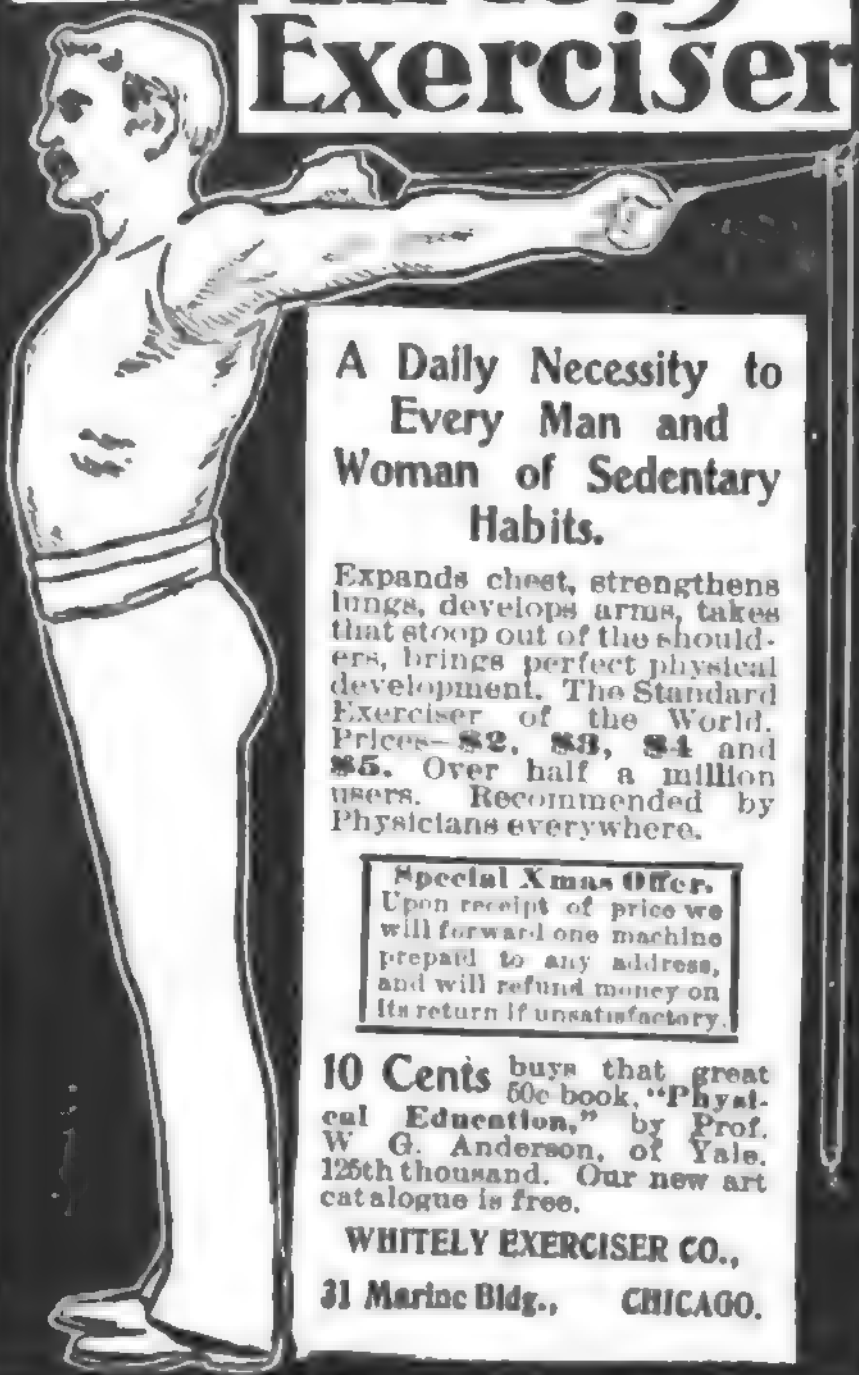 Exerciser
A Daily Necessity to
Every Man and
Woman of Sedentary
Habits.
Expands chest, strengthens
lungs, develops arms, takes
that stoop out of the should-
ers, brings perfect physical
development. The Standard
Exerciser of the World.
Prices—$2, $3, $4 and
$5. Over half a million
users. Recommended by
Physicians everywhere.
Special Xmas Offer.
Upon receipt of price we
will forward one machine
prepaid to any address,
and will refund money on
its return if unsatisfactory.
10 Cents buys that great
50c book, "Physi-
cal Education," by Prof.
W G. Anderson, of Yale.
125th thousand. Our new art
catalogue is free.
WHITELY EXERCISER CO.,
31 Marine Bldg., CHICAGO.